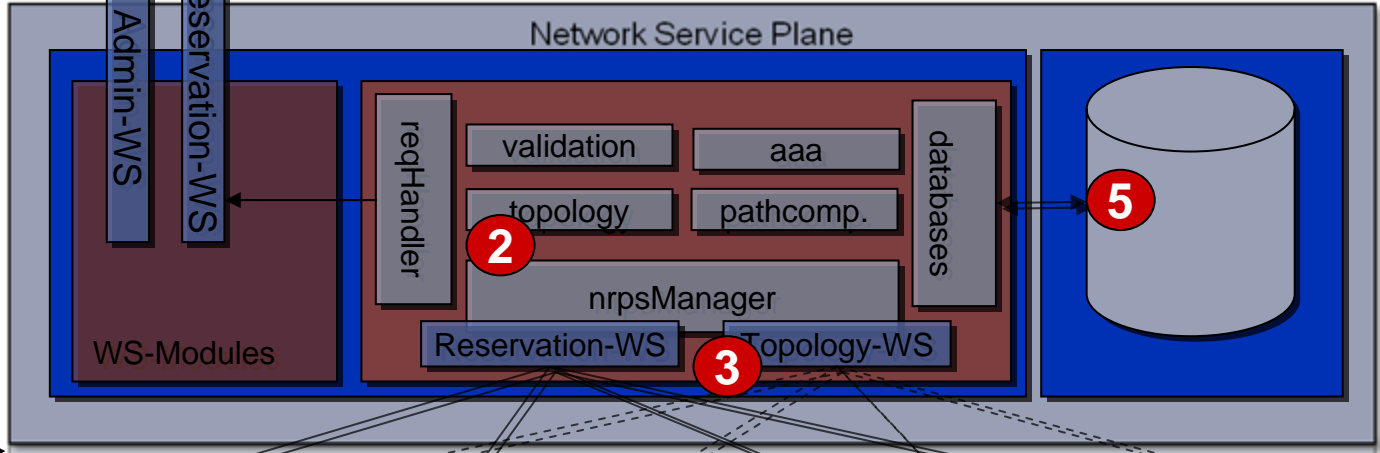 Network Service Plane
Admin-WS
eservation-WS
reqHandler
validation
aaa
databases
topology
pathcomp.
5
2
nrpsManager
WS-Modules
Reservation-WS
Topology-WS
3